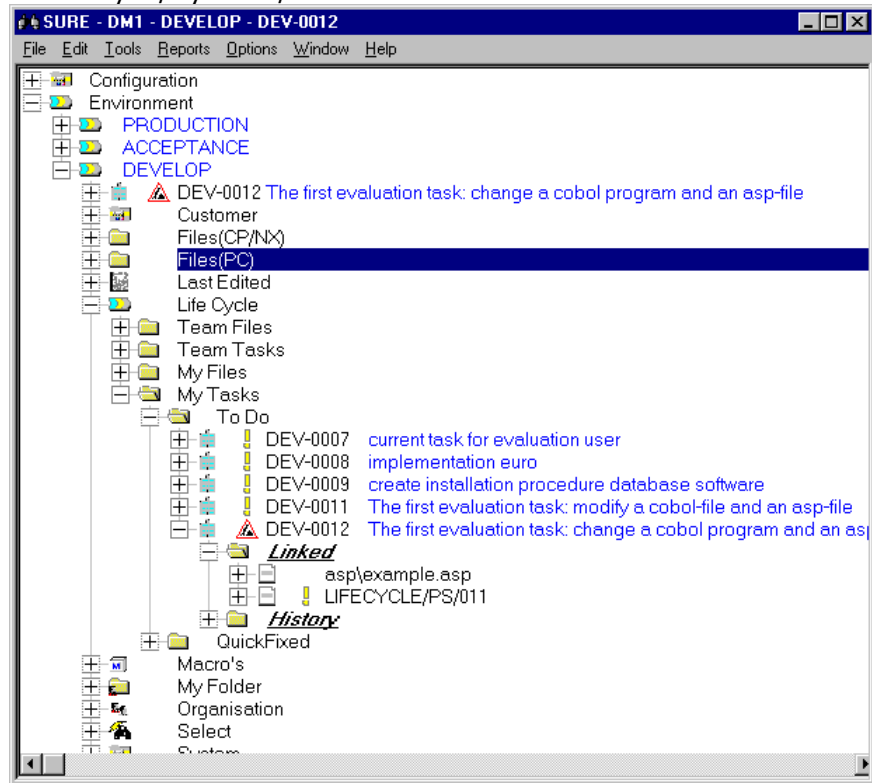 SURE - DM1 - DEVELOP - DEV-0012
File Edit Tools Reports Options Window Help
Configuration
Environment
PRODUCTION
ACCEPTANCE
DEVELOP
DEV-0012 The first evaluation task: change a cobol program and an asp-file
Customer
Files(CP/NX)
Files(PC)
Last Edited
Life Cycle
Team Files
Team Tasks
My Files
My Tasks
To Do
DEV-0007 current task for evaluation user
DEV-0008 implementation euro
DEV-0009 create installation procedure database software
DEV-0011 The first evaluation task: modify a cobol-file and an asp-file
DEV-0012 The first evaluation task: change a cobol program and an asp
Linked
asp\example.asp
LIFECYCLE/PS/011
History
QuickFixed
Macro's
My Folder
Organisation
Select
System